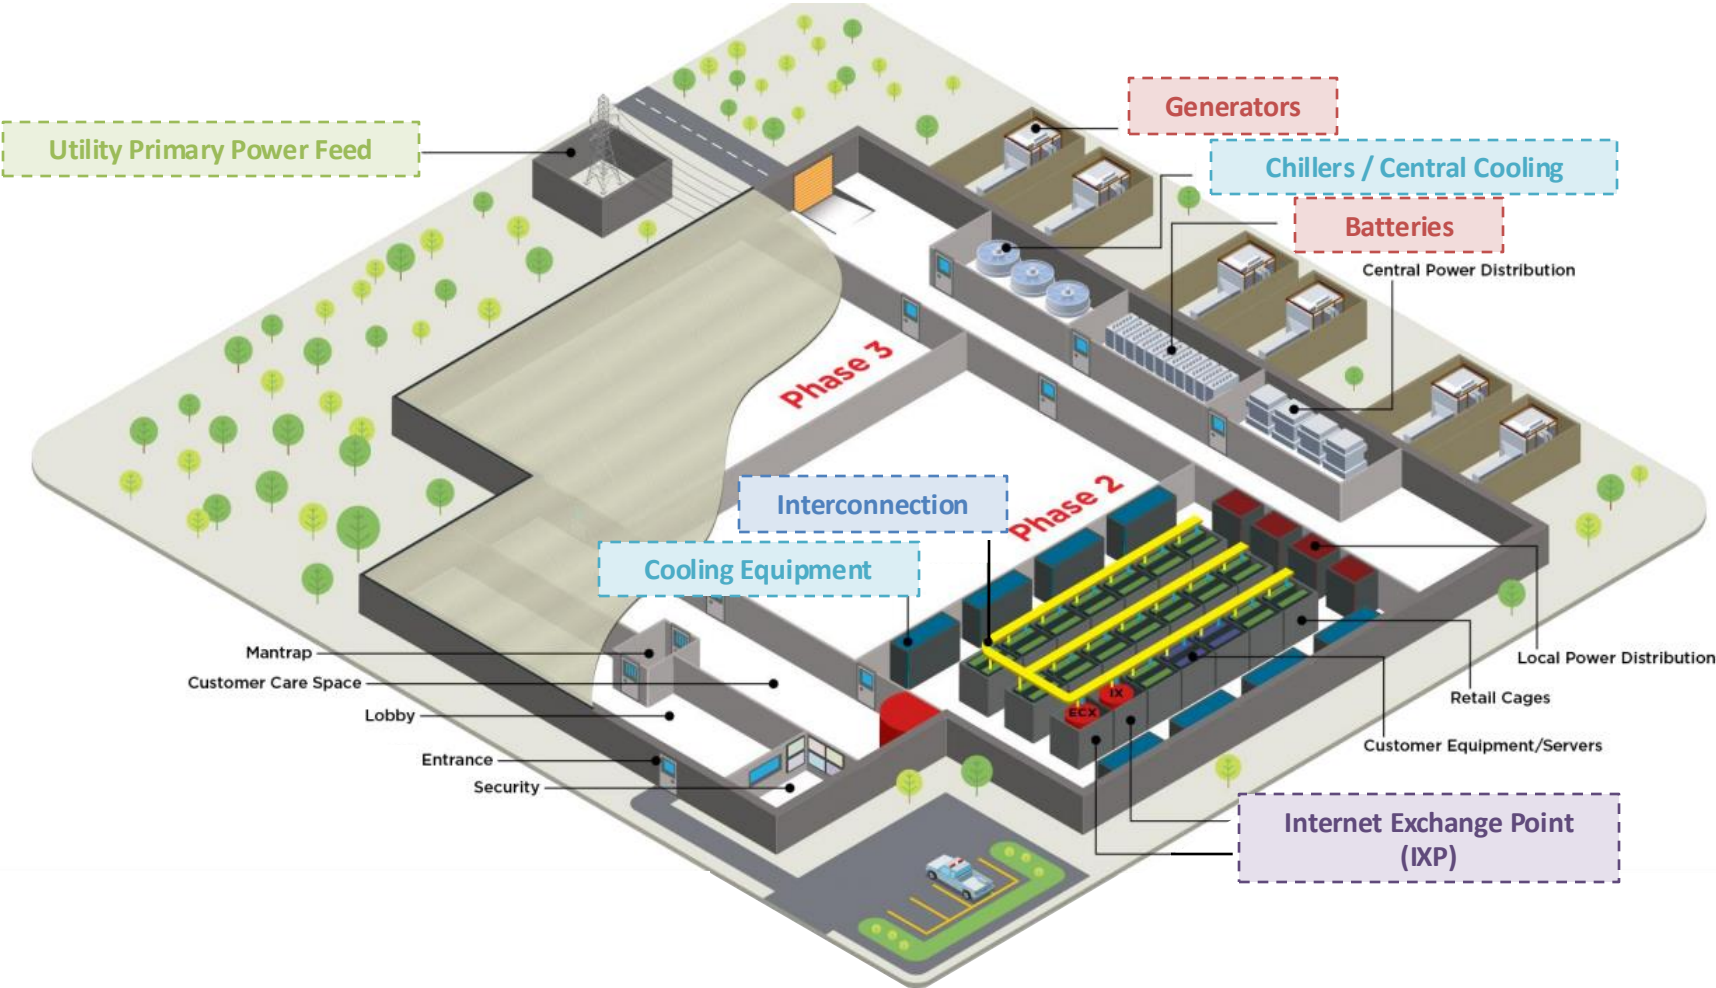 Generators
Utility Primary Power Feed
Chillers / Central Cooling
Batteries
Central Power Distribution
Phase 3
Interconnection
Phase 2
Cooling Equipment
Mantrap
Local Power Distribution
Customer Care Space
IX
Retail Cages
ECX
Lobby
Customer Equipment/Servers
Entrance
Security
Internet Exchange Point
(IXP)